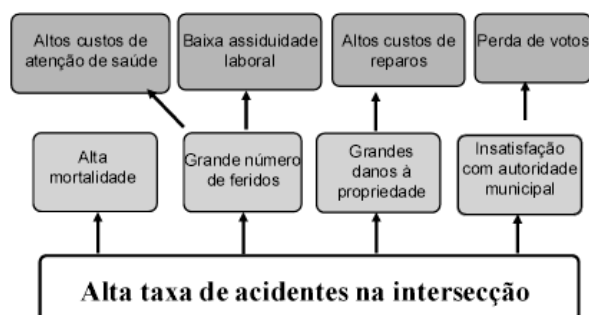 Altos custos de
atenção de saúde
Baixa assiduidade
laboral
Altos custos de
reparos
Perda de votos
Alta
mortalidade
Grande número
de feridos
Grandes
danos à
propriedade
Insatisfação
com autoridade
municipal
Alta taxa de acidentes na intersecção